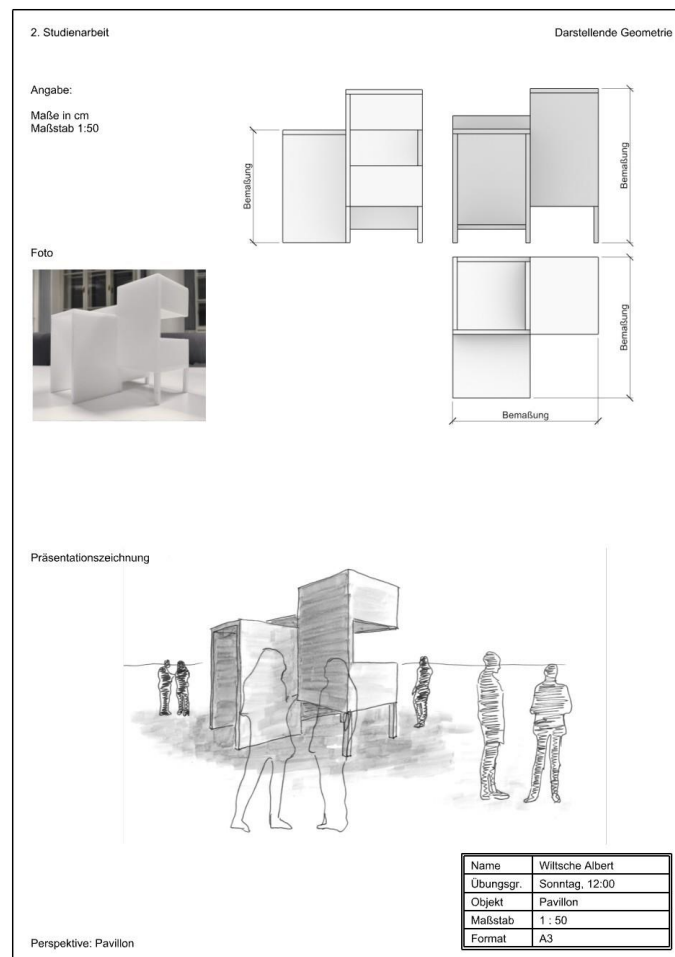 2. Studienarbeit
Darstellende Geometrie
Angabe:
Maße in cm
Maßstab 1:50
Bemaßung
Bemaßung
Bemaßung
Bemaßung
Foto
Präsentationszeichnung
Name Wiltsche Albert
Übungsgr. Sonntag, 12:00
Objekt Pavillon
Maßstab 1 : 50
Format A3
Perspektive: Pavillon